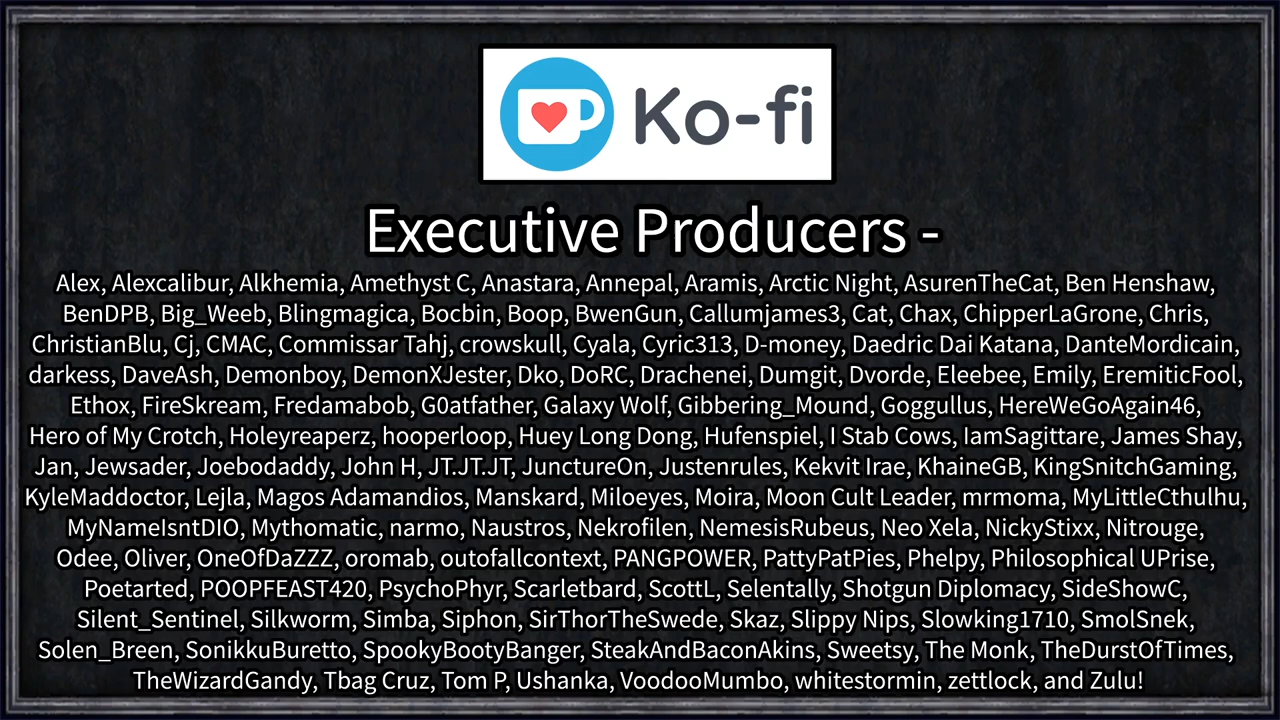 Ko-fi
Executive Producers -
Alex, Alexcalibur, Alkhemia, Amethyst C, Anastara, Annepal, Aramis, Arctic Night, AsurenTheCat, Ben Henshaw,
BenDPB, Big_Weeb, Blingmagica, Bocbin, Boop, BwenGun, Callumjames3, Cat, Chax, ChipperLaGrone, Chris,
ChristianBlu, Cj, CMAC, Commissar Tahj, crowskull, Cyala, Cyric313, D-money, Daedric Dai Katana, DanteMordicain,
darkess, DaveAsh, Demonboy, DemonXJester, Dko, DoRC, Drachenei, Dumgit, Dvorde, Eleebee, Emily, EremiticFool,
Ethox, FireSkream, Fredamabob, G0atfather, Galaxy Wolf, Gibbering_Mound, Goggullus, HereWeGoAgain46,
Hero of My Crotch, Holeyreaperz, hooperloop, Huey Long Dong, Hufenspiel, I Stab Cows, IamSagittare, James Shay,
Jan, Jewsader, Joebodaddy, John H, JT.JT.JT, JunctureOn, Justenrules, Kekvit Irae, KhaineGB, KingSnitchGaming,
KyleMaddoctor, Lejla, Magos Adamandios, Manskard, Miloeyes, Moira, Moon Cult Leader, mrmoma, MyLittleCthulhu,
MyNameIsntDIO, Mythomatic, narmo, Naustros, Nekrofilen, NemesisRubeus, Neo Xela, NickyStixx, Nitrouge,
Odee, Oliver, OneOfDaZZZ, oromab, outofallcontext, PANGPOWER, PattyPatPies, Phelpy, Philosophical UPrise,
Poetarted, POOPFEAST420, PsychoPhyr, Scarletbard, ScottL, Selentally, Shotgun Diplomacy, SideShowC,
Silent_Sentinel, Silkworm, Simba, Siphon, SirThorTheSwede, Skaz, Slippy Nips, Slowking1710, SmolSnek,
Solen_Breen, SonikkuBuretto, SpookyBootyBanger, SteakAndBaconAkins, Sweetsy, The Monk, TheDurstOfTimes,
TheWizardGandy, Tbag Cruz, Tom P, Ushanka, VoodooMumbo, whitestormin, zettlock, and Zulu!